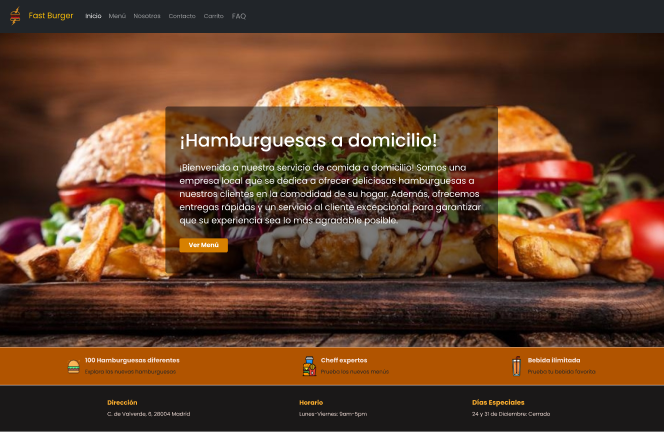 Fast Burger Inicio Menú Nosotros Contacto Carrito FAQ
¡Hamburguesas a domicilio!
¡Bienvenido a nuestro servicio de comida a domicilio! Somos una
empresa local que se dedica a ofrecer deliciosas hamburguesas a
nuestros clientes en la comodidad de su hogar. Además, ofrecemos
entregas rápidas y un servicio al cliente excepcional para garantizar
que su experiencia sea lo más agradable posible.
Ver Menú
100 Hamburguesas diferentes
Explora las nuevas hamburguesas
Cheff expertos
Prueba los nuevos menús
Bebida ilimitada
Prueba tu bebida favorita
Dirección
C. de Valverde, 6, 28004 Madrid
Horario
Lunes-Viernes: 9am-5pm
Días Especiales
24 y 31 de Diciembre: Cerrado